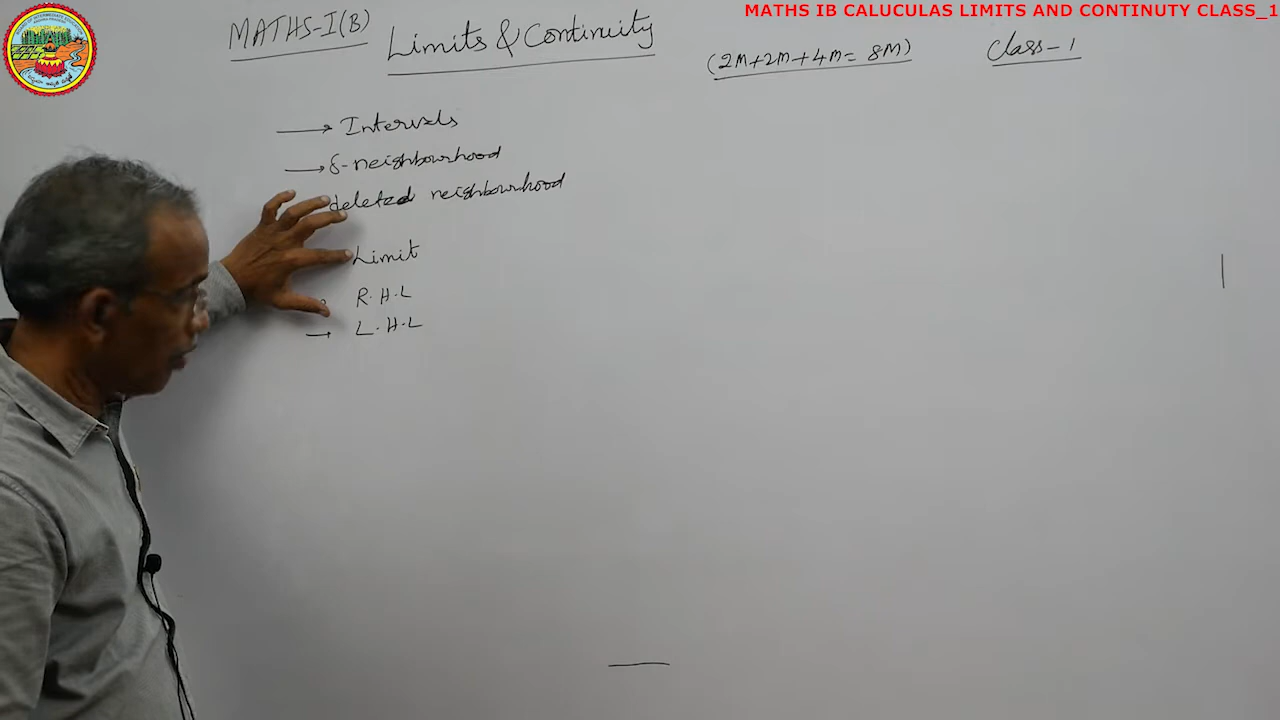 MATHS IB CALUCULAS LIMITS AND CONTINUTY CLASS_1
MATHS-I(B) Limits & Continuity (2M+2M+4M= 8M) Class-1
Intervals
δ-neighbourhood
deleted neighbourhood
Limit
R.H.L
L.H.L